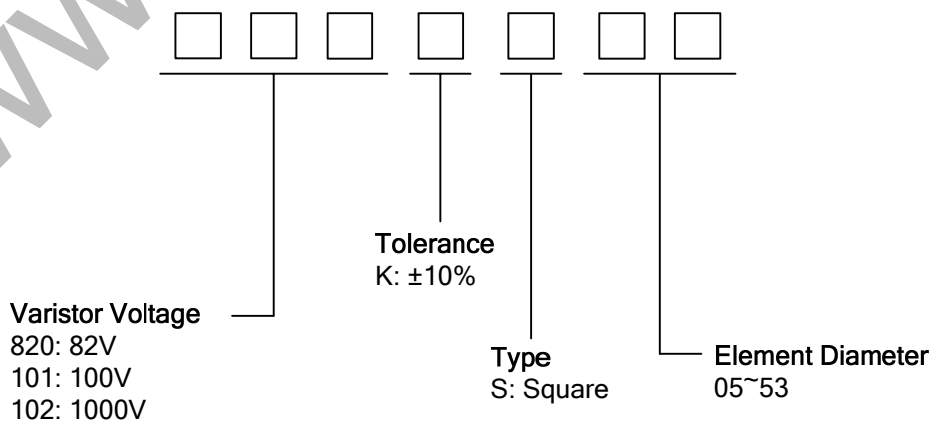 Tolerance
K: ±10%
Varistor Voltage
820: 82V
101: 100V
102: 1000V
Type
S: Square
Element Diameter
05~53